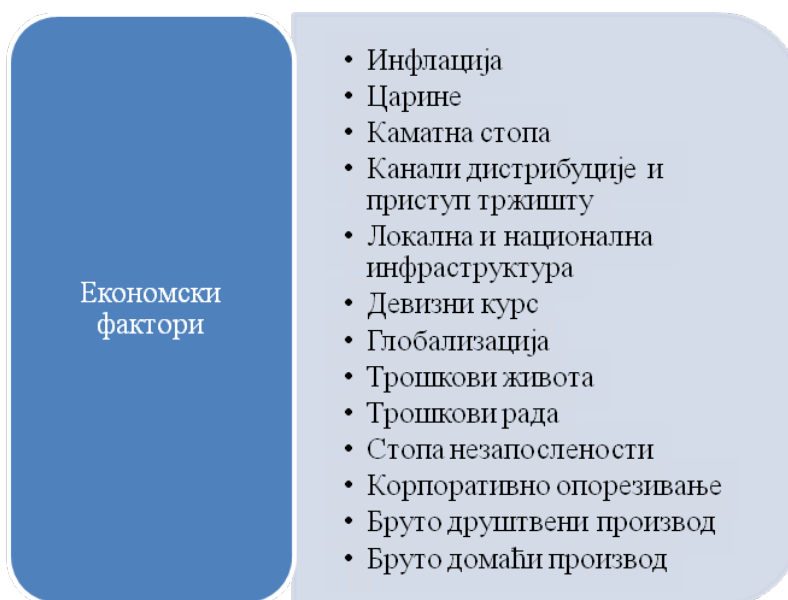 Економски
фактори
• Инфлација
• Царине
• Каматна стопа
• Канали дистрибуције и
приступ тржишту
• Локална и национална
инфраструктура
• Девизни курс
• Глобализација
• Трошкови живота
• Трошкови рада
• Стопа незапослености
• Корпоративно опорезивање
• Бруто друштвени производ
• Бруто домаћи производ